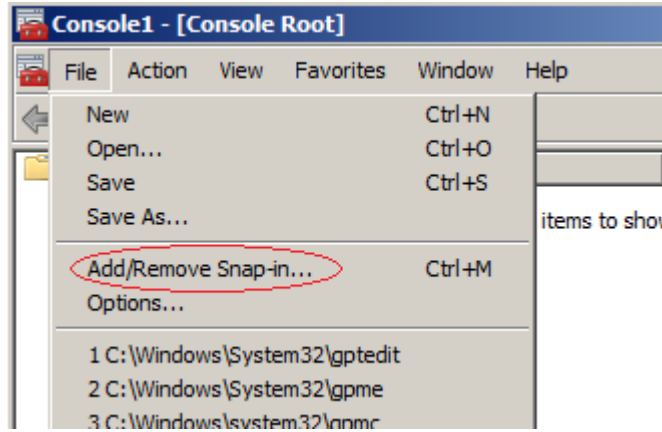 Console1 - [Console Root]
File Action View Favorites Window Help
New Ctrl+N
Open... Ctrl+O
Save Ctrl+S
Save As...
items to show
Add/Remove Snap-in... Ctrl+M
Options...
1 C:\Windows\System32\gptedit
2 C:\Windows\System32\gpme
3 C:\Windows\system32\gpmc